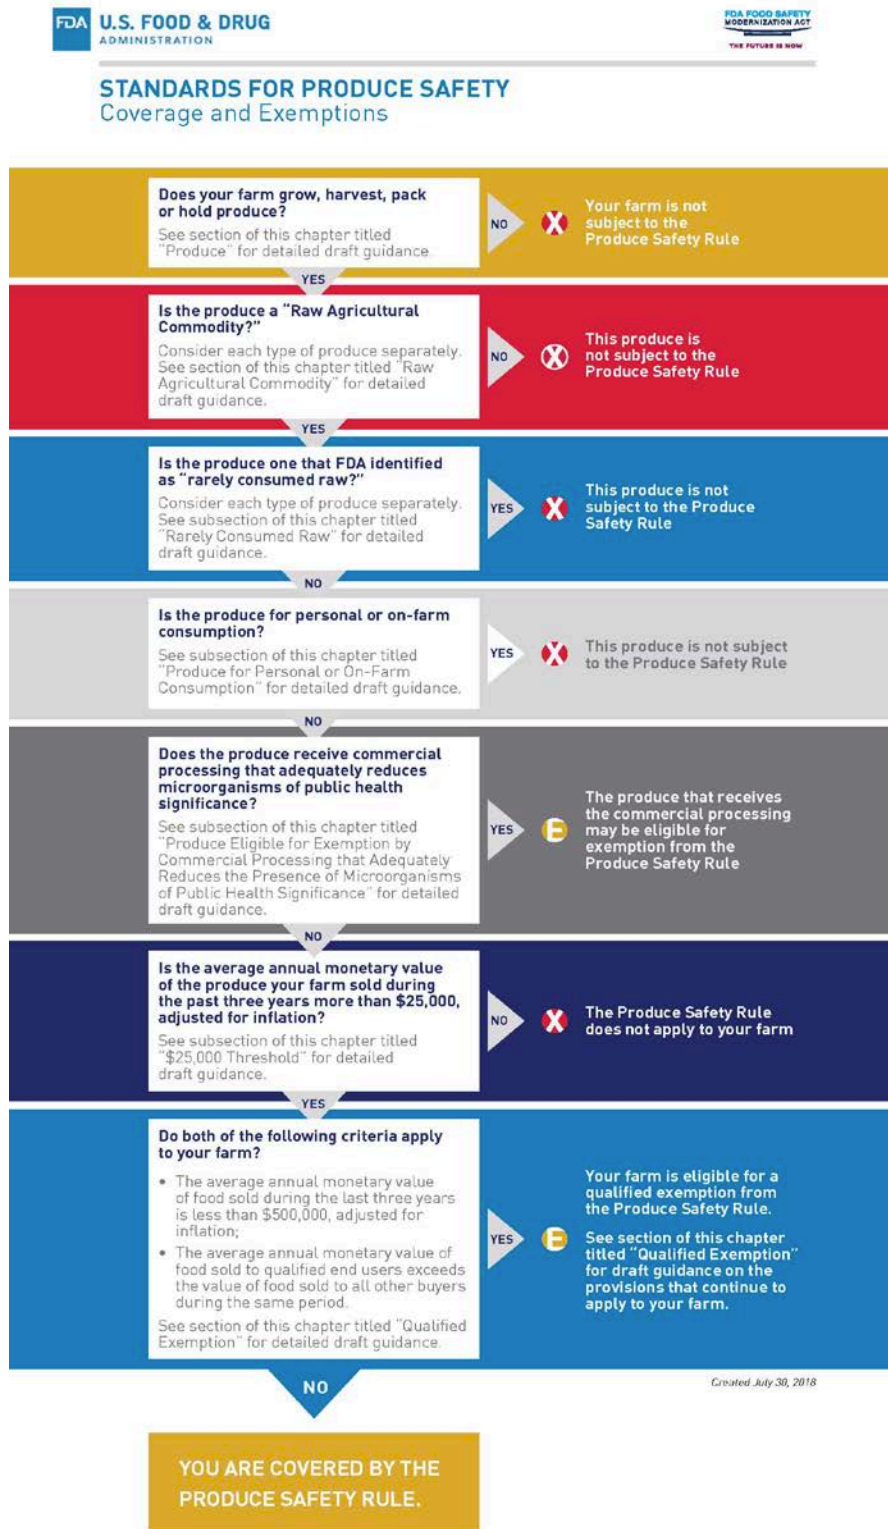 FDA U.S. FOOD & DRUG
ADMINISTRATION
FDA FOOD SAFETY
MODERNIZATION ACT
THE FUTURE IS NOW
STANDARDS FOR PRODUCE SAFETY
Coverage and Exemptions
Does your farm grow, harvest, pack
or hold produce?
See section of this chapter titled
"Produce" for detailed draft guidance.
NO
X
Your farm is not
subject to the
Produce Safety Rule
YES
Is the produce a "Raw Agricultural
Commodity?"
Consider each type of produce separately.
See section of this chapter titled "Raw
Agricultural Commodity" for detailed
draft guidance.
NO
X
This produce is
not subject to the
Produce Safety Rule
YES
Is the produce one that FDA identified
as "rarely consumed raw?"
Consider each type of produce separately.
See subsection of this chapter titled
"Rarely Consumed Raw" for detailed
draft guidance.
YES
X
This produce is not
subject to the Produce
Safety Rule
NO
Is the produce for personal or on-farm
consumption?
See subsection of this chapter titled
"Produce for Personal or On-Farm
Consumption" for detailed draft guidance.
YES
X
This produce is not subject
to the Produce Safety Rule
NO
Does the produce receive commercial
processing that adequately reduces
microorganisms of public health
significance?
See subsection of this chapter titled
"Produce Eligible for Exemption by
Commercial Processing that Adequately
Reduces the Presence of Microorganisms
of Public Health Significance" for detailed
draft guidance.
YES
E
The produce that receives
the commercial processing
may be eligible for
exemption from the
Produce Safety Rule
NO
Is the average annual monetary value
of the produce your farm sold during
the past three years more than $25,000,
adjusted for inflation?
See subsection of this chapter titled
"$25,000 Threshold" for detailed
draft guidance.
NO
X
The Produce Safety Rule
does not apply to your farm
YES
Do both of the following criteria apply
to your farm?
• The average annual monetary value
of food sold during the last three years
is less than $500,000, adjusted for
inflation;
• The average annual monetary value of
food sold to qualified end users exceeds
the value of food sold to all other buyers
during the same period.
See section of this chapter titled "Qualified
Exemption" for detailed draft guidance.
YES
E
Your farm is eligible for a
qualified exemption from
the Produce Safety Rule.
See section of this chapter
titled "Qualified Exemption"
for draft guidance on the
provisions that continue to
apply to your farm.
NO
Created July 30, 2018
YOU ARE COVERED BY THE
PRODUCE SAFETY RULE.